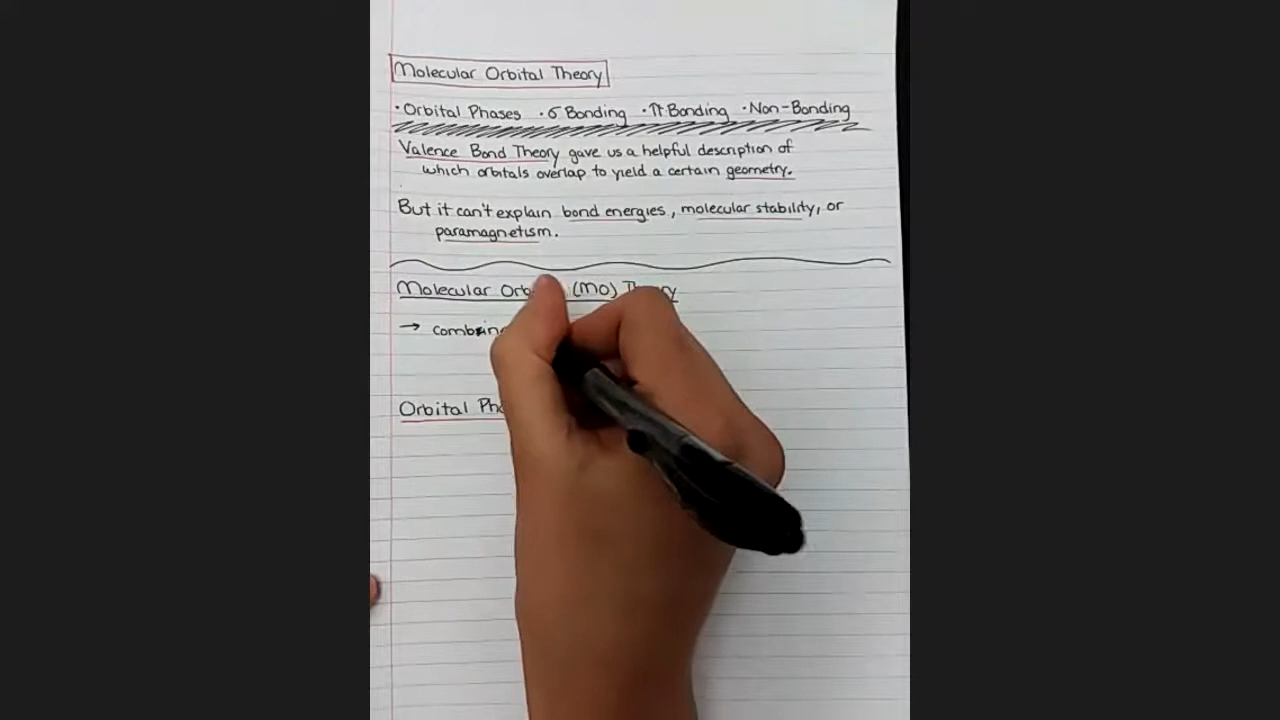 Molecular Orbital Theory
·Orbital Phases ·σ Bonding ·π Bonding ·Non-Bonding
Valence Bond Theory gave us a helpful description of
which orbitals overlap to yield a certain geometry.
But it can't explain bond energies, molecular stability, or
paramagnetism.
Molecular (MO)
→
Orbital